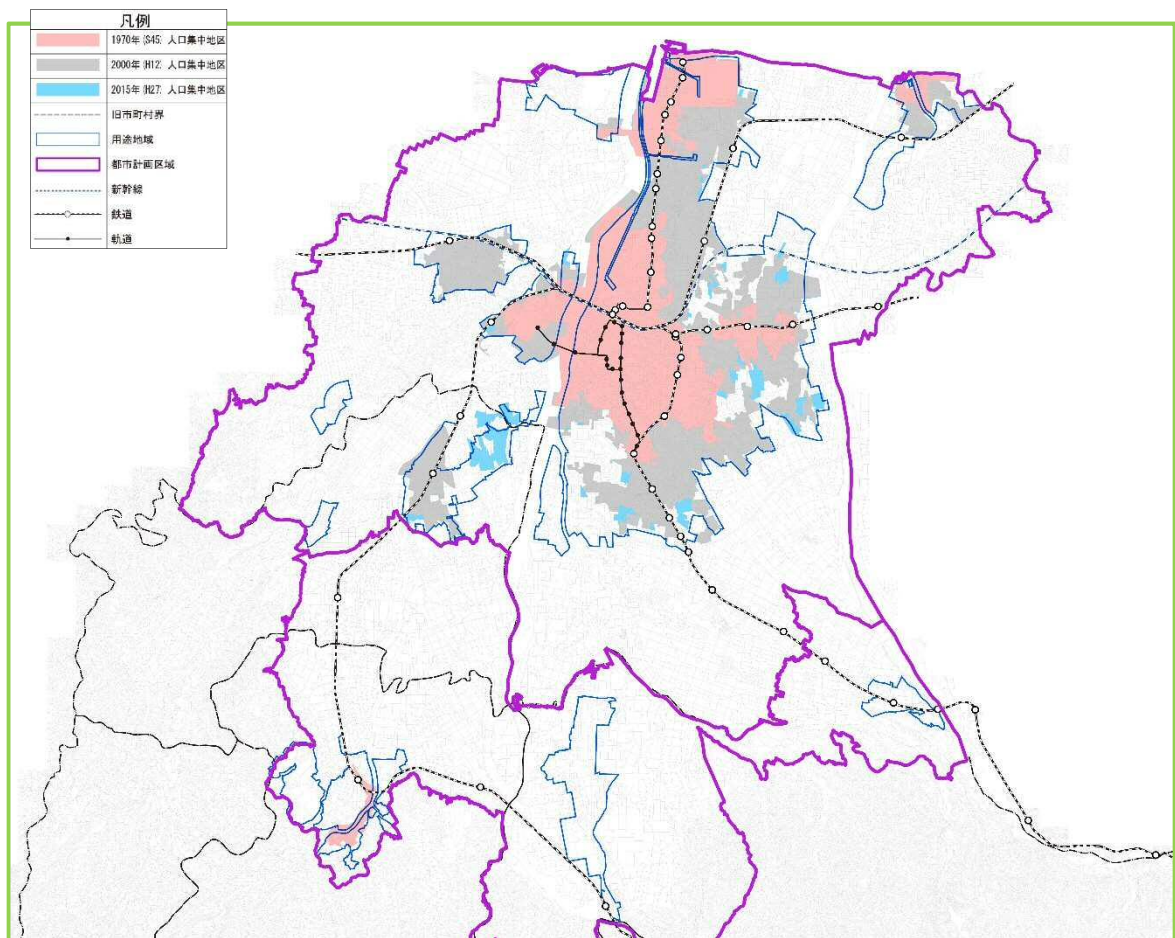 凡例
1970年(S45) 人口集中地区
2000年(H12) 人口集中地区
2015年(H27) 人口集中地区
旧市町村界
用途地域
都市計画区域
新幹線
鉄道
軌道